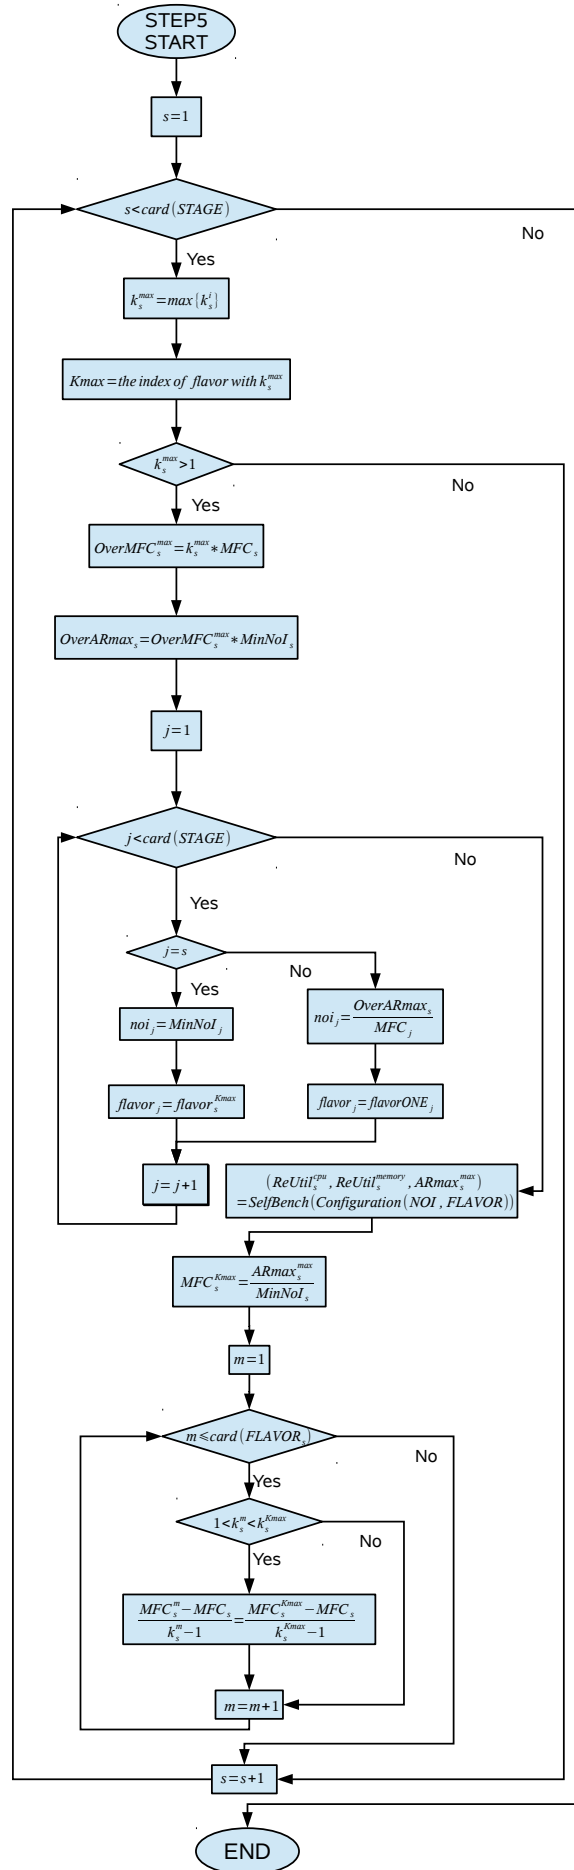 STEP5
START
s=1
s<card(STAGE)
No
Yes
k_s^max=max{k_s^i}
Kmax=the index of flavor with k_s^max
k_s^max>1
No
Yes
OverMFC_s^max=k_s^max*MFC_s
OverARmax_s=OverMFC_s^max*MinNoI_s
j=1
j<card(STAGE)
No
Yes
j=s
No
Yes
noi_j=MinNoI_j
noi_j=OverARmax_s/MFC_j
flavor_j=flavor_s^Kmax
flavor_j=flavorONE_j
j=j+1
(ReUtil_s^cpu,ReUtil_s^memory,ARmax_s^max)
=SelfBench(Configuration(NOI,FLAVOR))
MFC_s^Kmax=ARmax_s^max/MinNoI_s
m=1
m≤card(FLAVOR_s)
No
Yes
1<k_s^m<k_s^Kmax
No
Yes
(MFC_s^m−MFC_s)/(k_s^m−1)=(MFC_s^Kmax−MFC_s)/(k_s^Kmax−1)
m=m+1
s=s+1
END